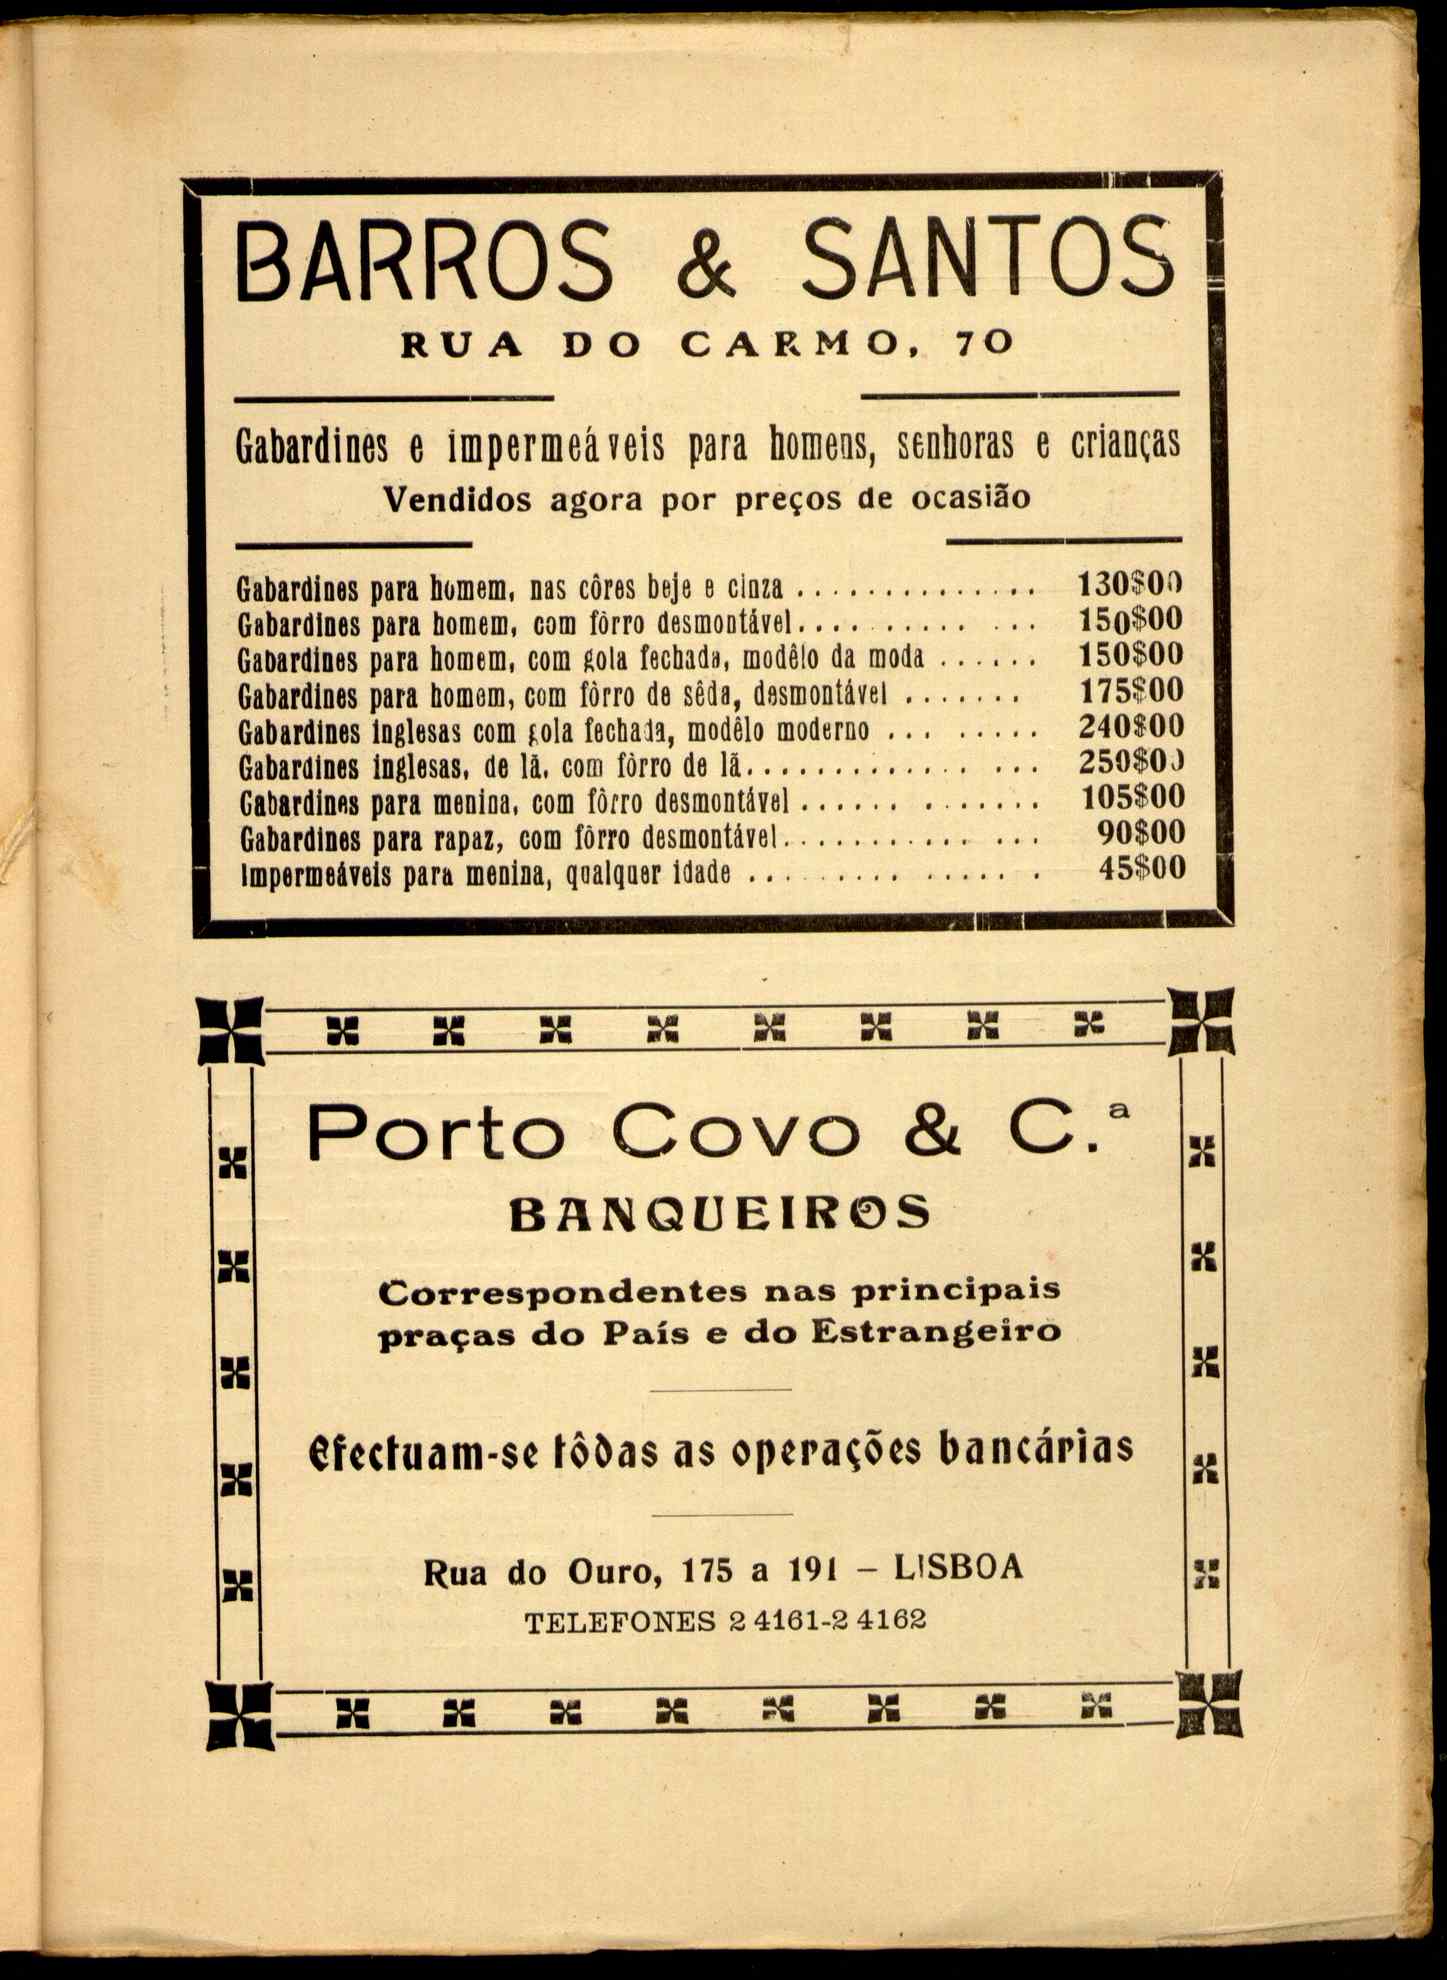 BARROS & SANTOS
RUA DO CARMO, 70
Gabardines e impermeáveis para homens, senhoras e crianças
Vendidos agora por preços de ocasião
Gabardines para homem, nas côres beje e cinza . . . . . . . . . . . . . . 130$00
Gabardines para homem, com fôrro desmontável. . . . . . . . . . . . . 150$00
Gabardines para homem, com gola fechada, modêlo da moda . . . . . . 150$00
Gabardines para homem, com fôrro de sêda, desmontável . . . . . . . 175$00
Gabardines inglesas com gola fechada, modêlo moderno . . . . . . . . 240$00
Gabardines inglesas, de lã, com fôrro de lã. . . . . . . . . . . . . . . 250$00
Gabardines para menina, com fôrro desmontável . . . . . . . . . . . . . 105$00
Gabardines para rapaz, com fôrro desmontável. . . . . . . . . . . . . . 90$00
Impermeáveis para menina, qualquer idade . . . . . . . . . . . . . . . 45$00
Porto Covo & C.ª
BANQUEIROS
Correspondentes nas principais
praças do País e do Estrangeiro
Efectuam-se tôdas as operações bancárias
Rua do Ouro, 175 a 191 – LISBOA
TELEFONES 2 4161-2 4162